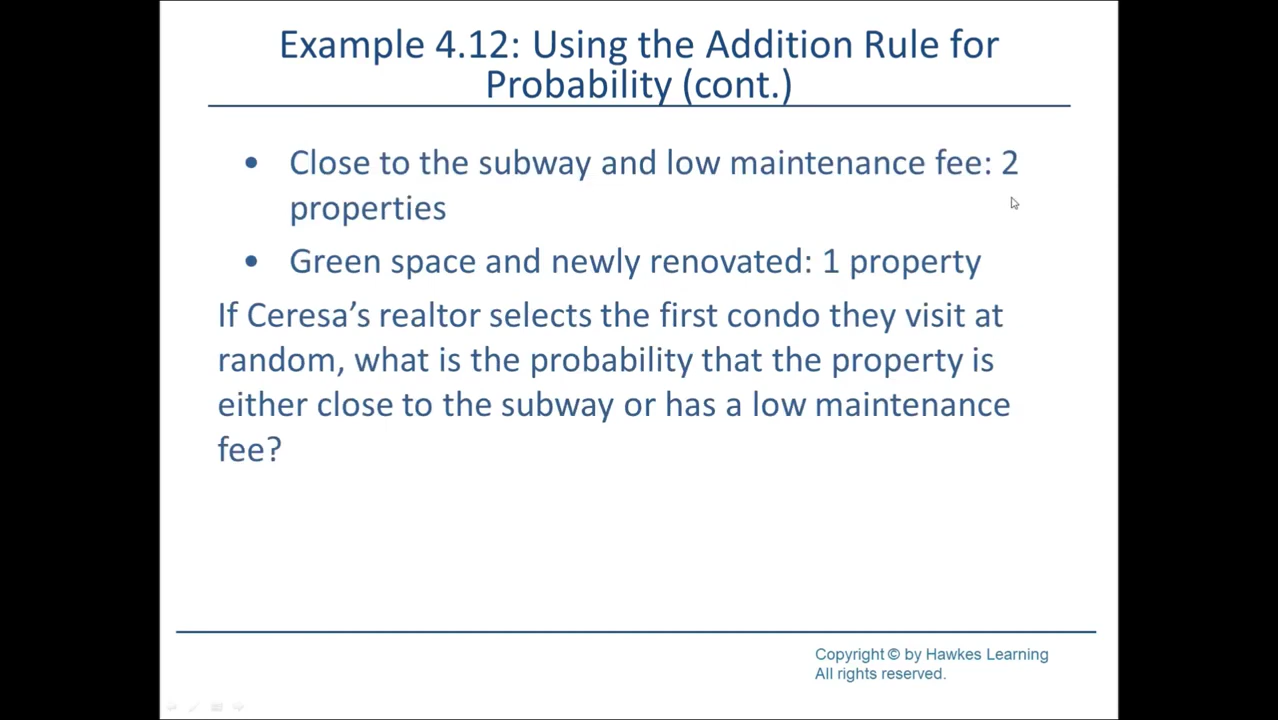 Example 4.12: Using the Addition Rule for
Probability (cont.)
• Close to the subway and low maintenance fee: 2
properties
• Green space and newly renovated: 1 property
If Ceresa’s realtor selects the first condo they visit at
random, what is the probability that the property is
either close to the subway or has a low maintenance
fee?
Copyright © by Hawkes Learning
All rights reserved.